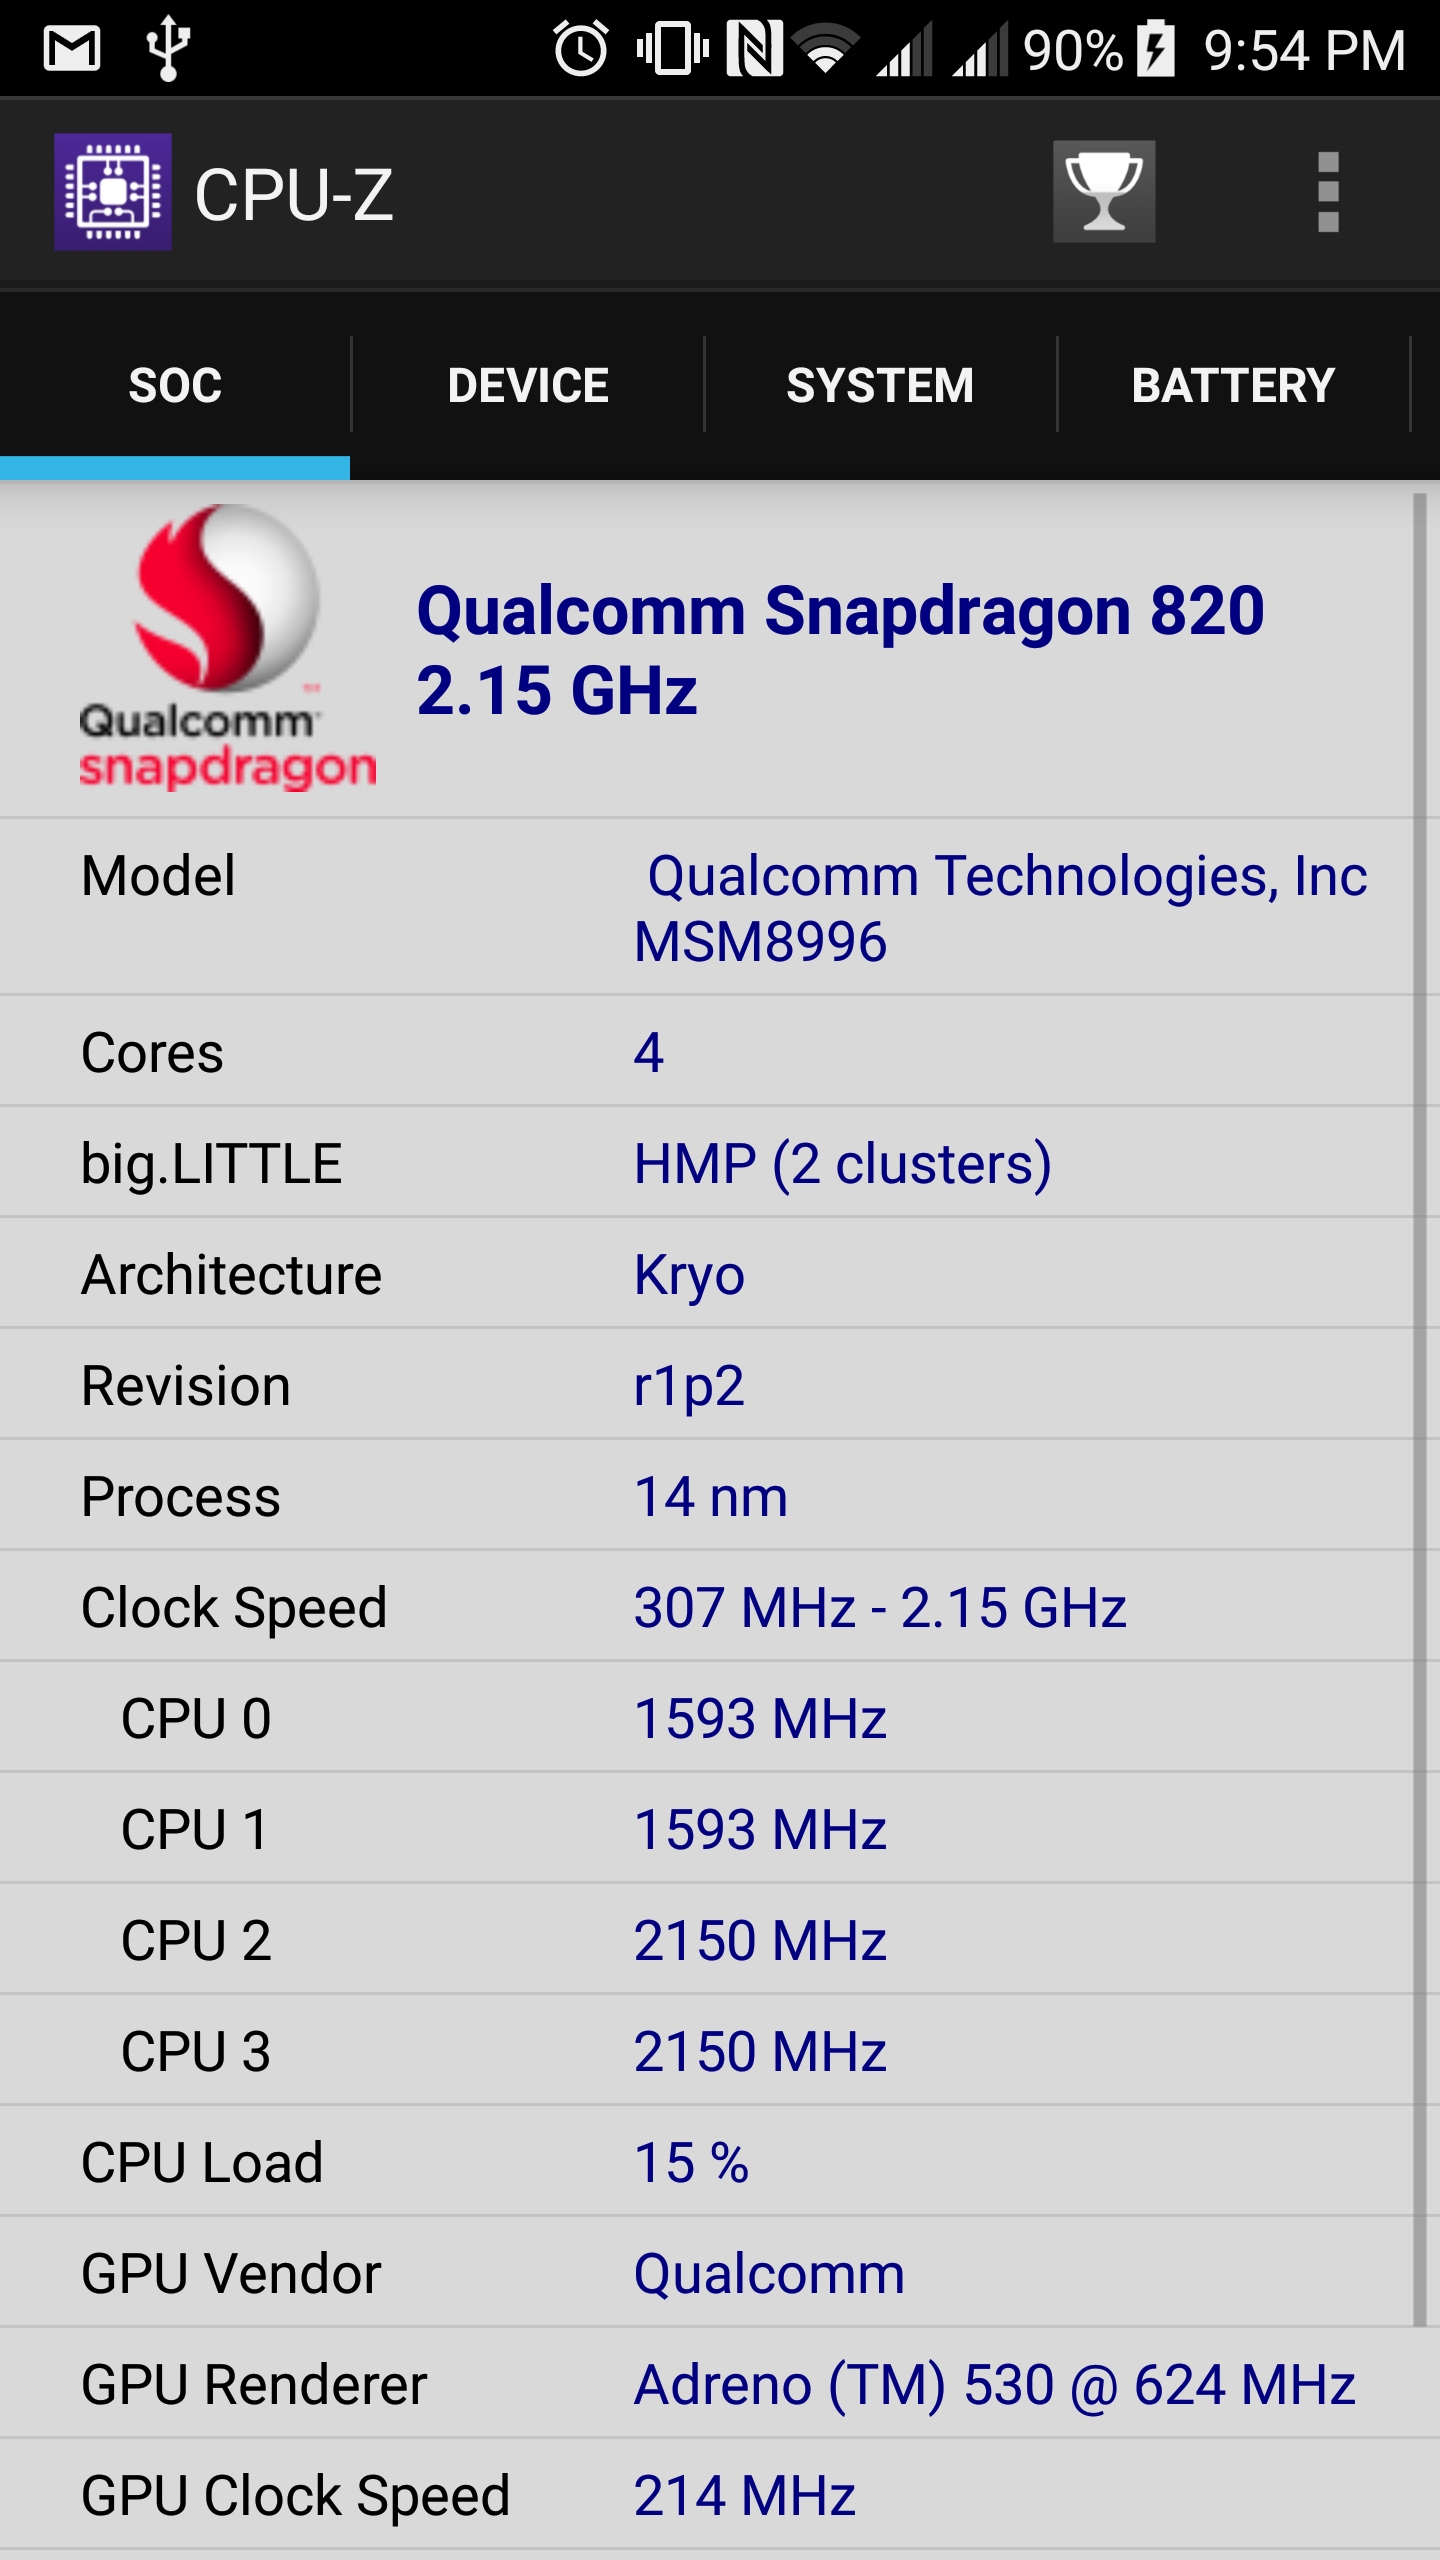 90% 9:54 PM
CPU-Z
SOC DEVICE SYSTEM BATTERY
Qualcomm
snapdragon
Qualcomm Snapdragon 820
2.15 GHz
Model Qualcomm Technologies, Inc
MSM8996
Cores 4
big.LITTLE HMP (2 clusters)
Architecture Kryo
Revision r1p2
Process 14 nm
Clock Speed 307 MHz - 2.15 GHz
CPU 0 1593 MHz
CPU 1 1593 MHz
CPU 2 2150 MHz
CPU 3 2150 MHz
CPU Load 15 %
GPU Vendor Qualcomm
GPU Renderer Adreno (TM) 530 @ 624 MHz
GPU Clock Speed 214 MHz